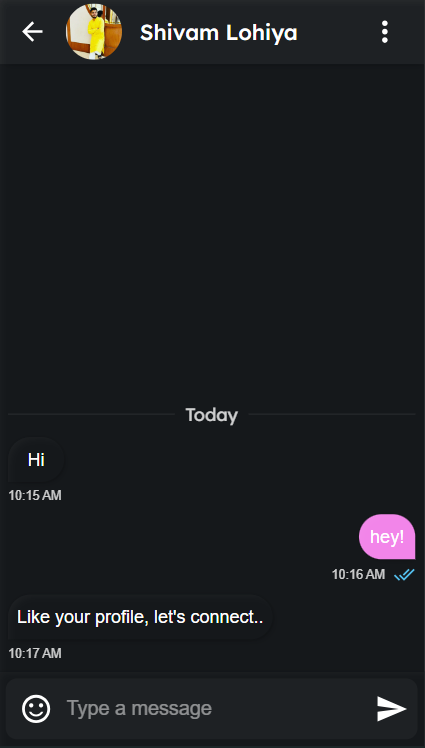 Shivam Lohiya
Today
Hi
10:15 AM
hey!
10:16 AM
Like your profile, let's connect..
10:17 AM
Type a message